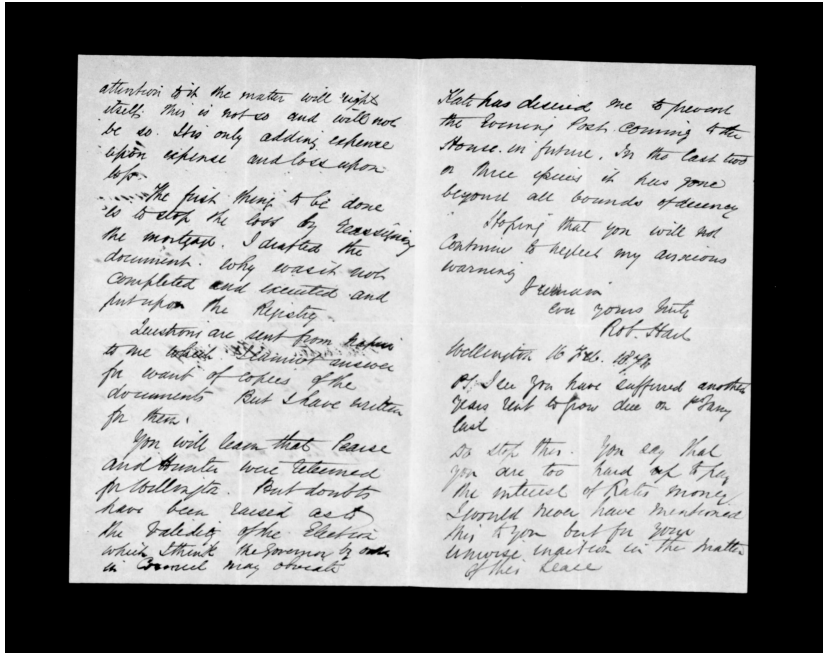 attention to it the matter will right
itself. this is not so and will not
be so. It is only adding expense
upon expense and loss upon
loss.
The first thing to be done
is to stop the loss by reassigning
the mortgage. I drafted the
document. Why was it not
completed and executed and
put upon the Registry
Questions are sent from
to me which I cannot answer
for want of copies of the
documents But I have written
for them.
You will learn that Pearce
and Hunter were returned
for Wellington. But doubts
have been raised as to
the validity of the Election
which I think the Governor by order
in Council may obviate
Kate has desired me to prevent
the Evening Post coming to the
House in future. In the last two
or three it has gone
beyond all bounds of decency
Hoping that you will not
continue to neglect my anxious
warning
I remain
ever yours truly
Rob. Hart
Wellington 16 Feb.
PS. I see you have suffered another
years rent to grow due on 1st Jany
last
Do stop this. You say that
you are too hard up to pay
the interest of Kates money
I would never have mentioned
this to you but for your
unwise inaction in the matter
of this Lease